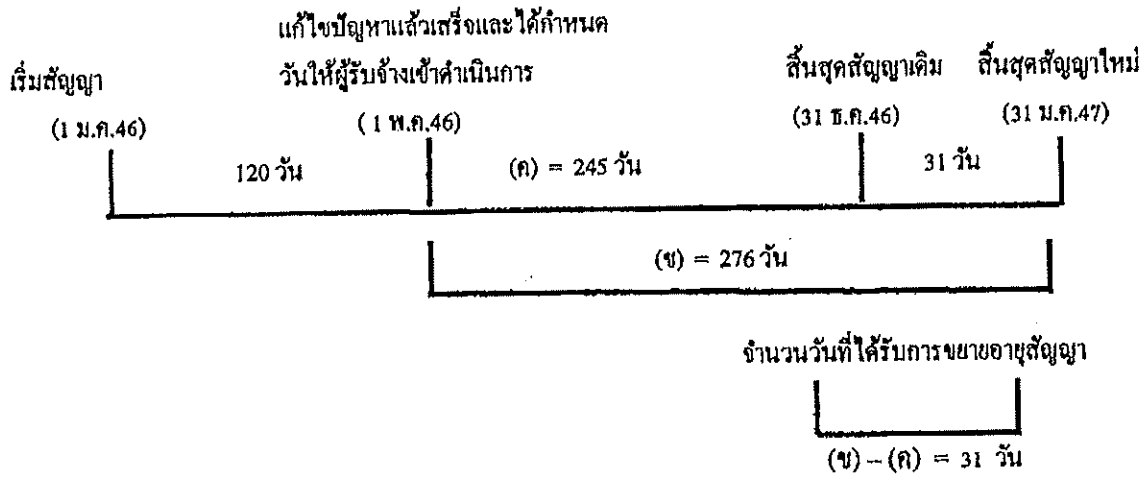 แก้ไขปัญหาแล้วเสร็จและได้กำหนด
เริ่มสัญญา วันให้ผู้รับจ้างเข้าดำเนินการ สิ้นสุดสัญญาเดิม สิ้นสุดสัญญาใหม่
(1 ม.ค.46) ( 1 พ.ค.46) (31 ธ.ค.46) (31 ม.ค.47)
120 วัน (ค) = 245 วัน 31 วัน
(ข) = 276 วัน
จำนวนวันที่ได้รับการขยายอายุสัญญา
(ข) – (ค) = 31 วัน